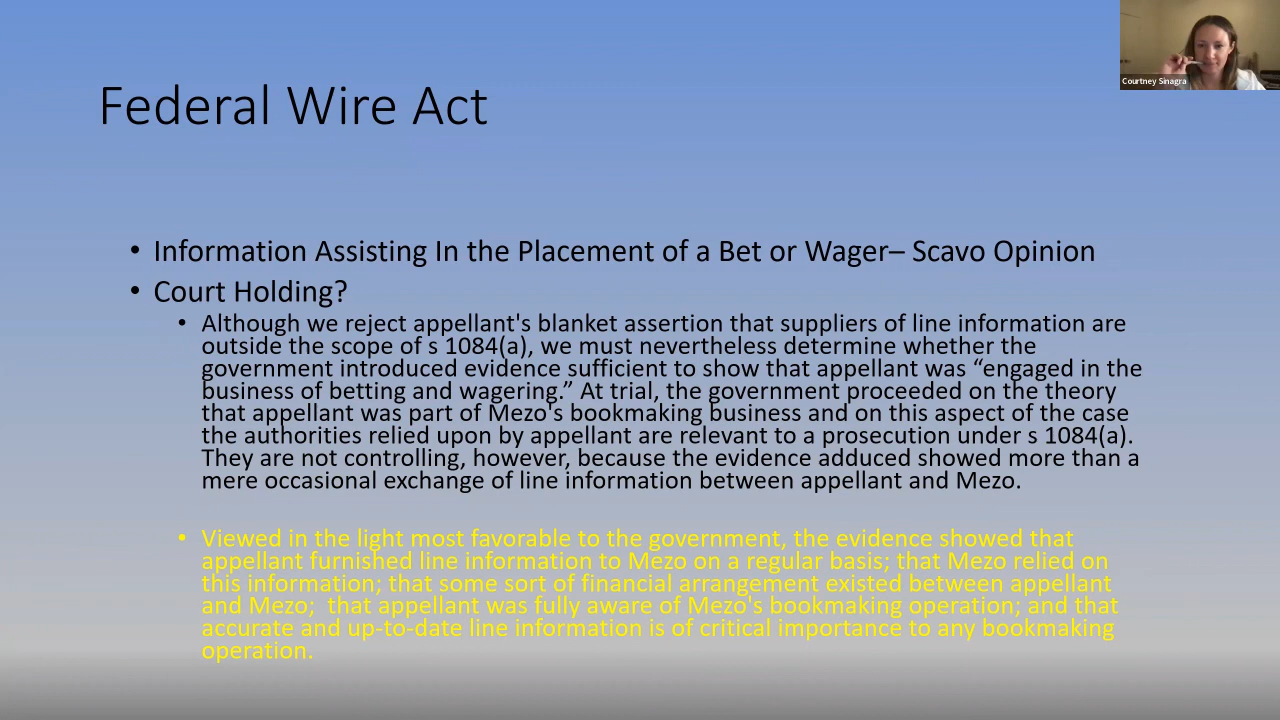 Courtney Sinagra
Federal Wire Act
• Information Assisting In the Placement of a Bet or Wager– Scavo Opinion
• Court Holding?
• Although we reject appellant's blanket assertion that suppliers of line information are
outside the scope of s 1084(a), we must nevertheless determine whether the
government introduced evidence sufficient to show that appellant was “engaged in the
business of betting and wagering.” At trial, the government proceeded on the theory
that appellant was part of Mezo's bookmaking business and on this aspect of the case
the authorities relied upon by appellant are relevant to a prosecution under s 1084(a).
They are not controlling, however, because the evidence adduced showed more than a
mere occasional exchange of line information between appellant and Mezo.
• Viewed in the light most favorable to the government, the evidence showed that
appellant furnished line information to Mezo on a regular basis; that Mezo relied on
this information; that some sort of financial arrangement existed between appellant
and Mezo;  that appellant was fully aware of Mezo's bookmaking operation; and that
accurate and up-to-date line information is of critical importance to any bookmaking
operation.